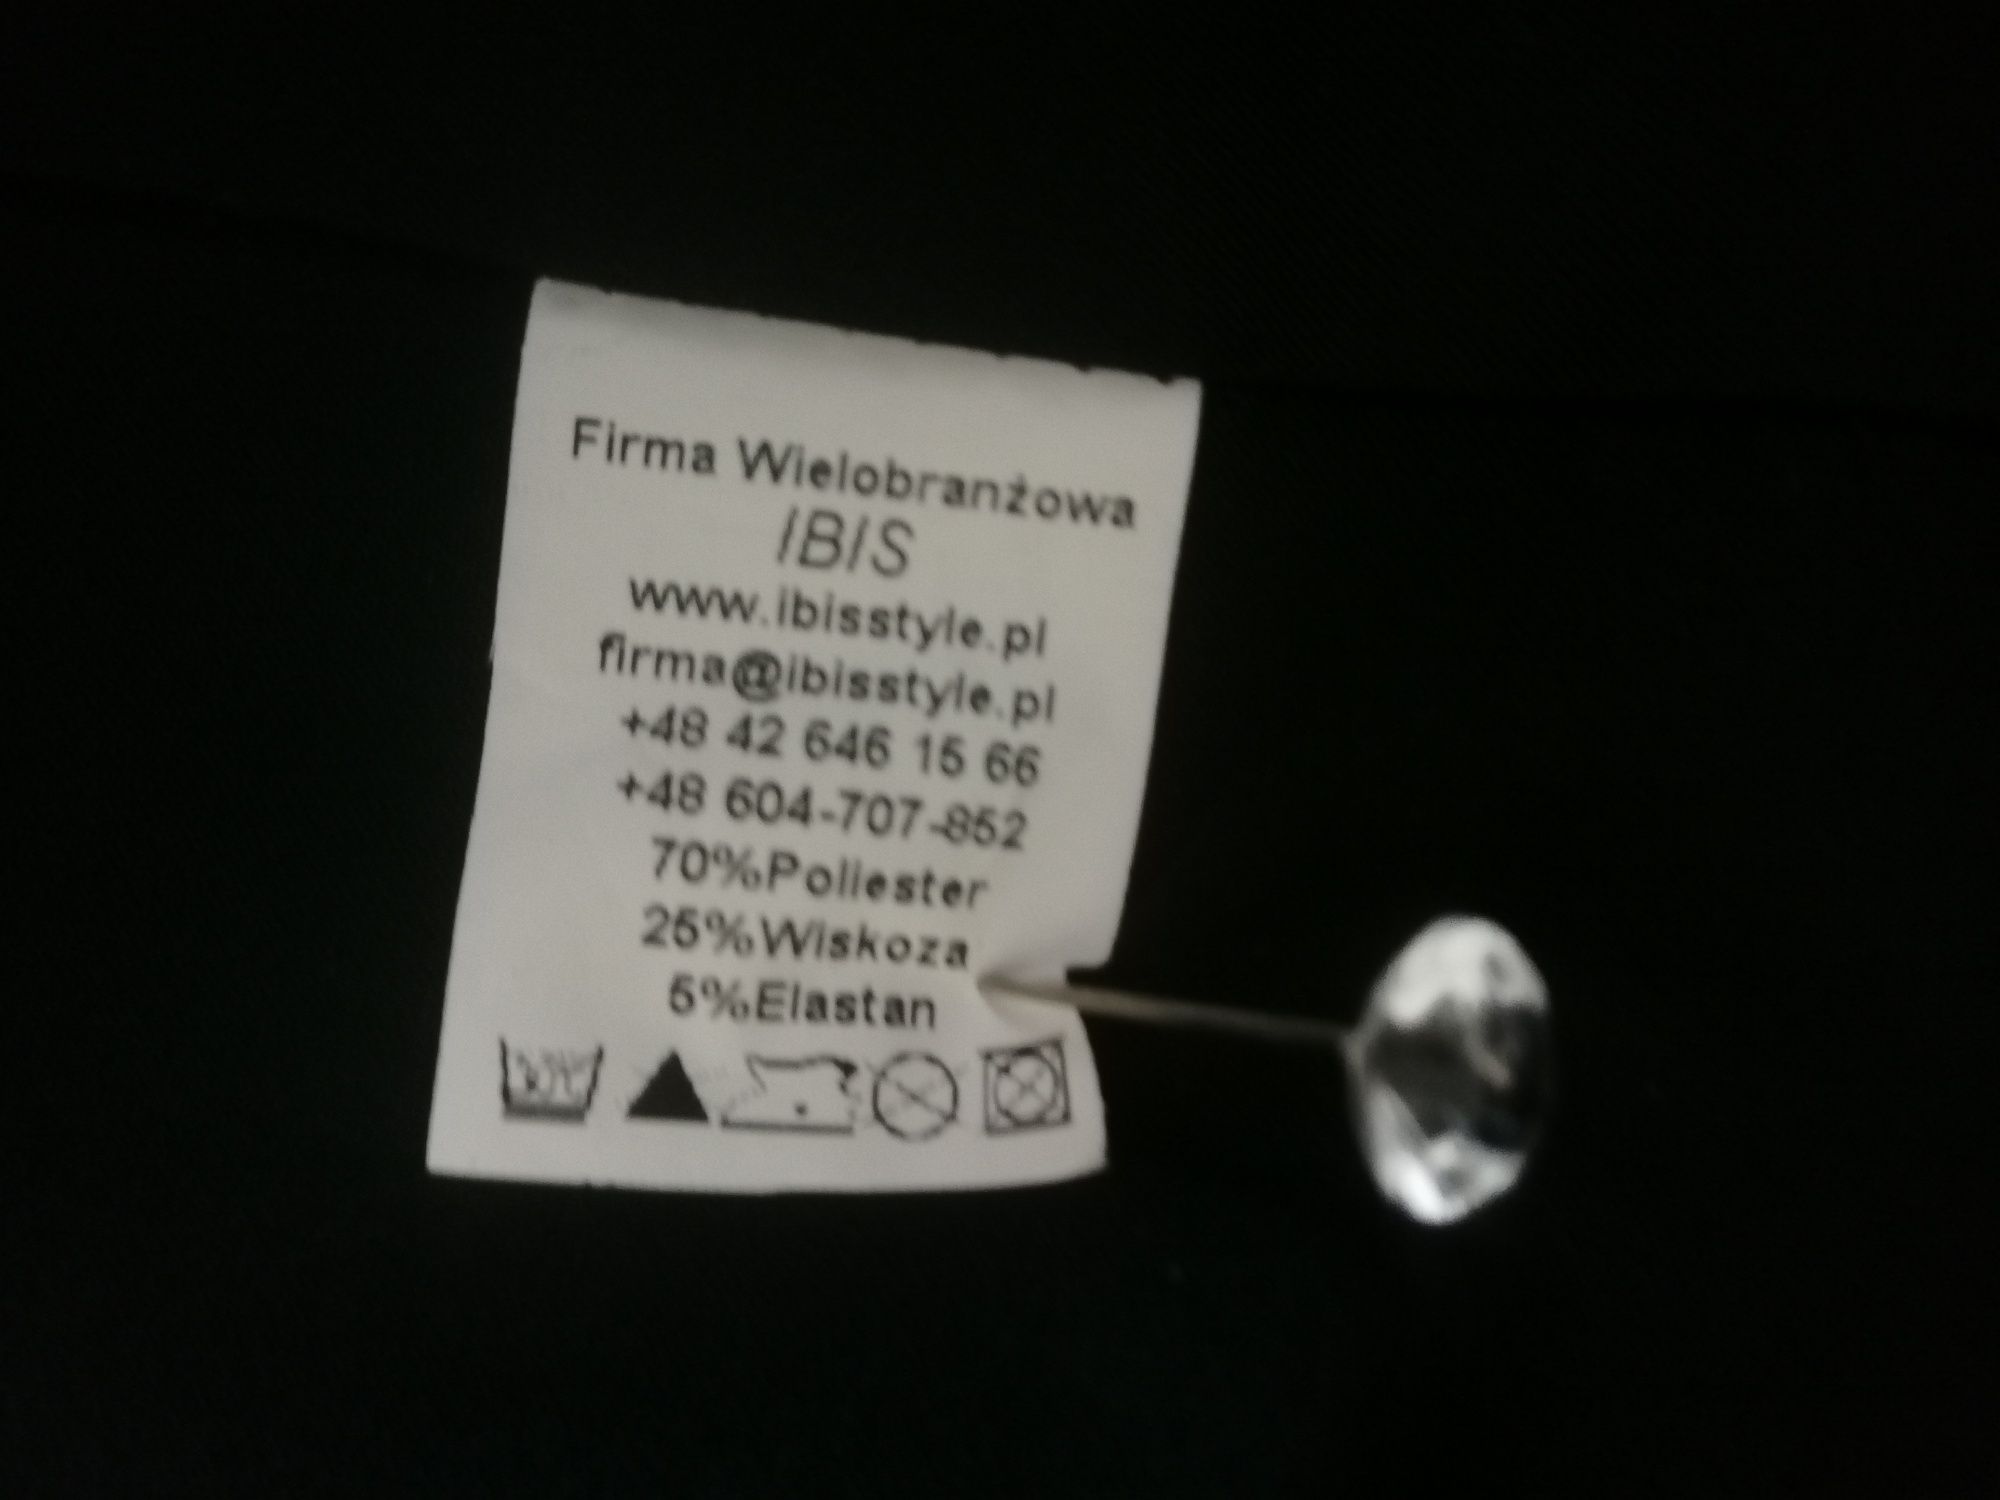 Firma Wielobranżowa
IBIS
www.ibisstyle.pl
firma@ibisstyle.pl
+48 42 646 15 66
+48 604-707-852
70%Poliester
25%Wiskoza
5%Elastan